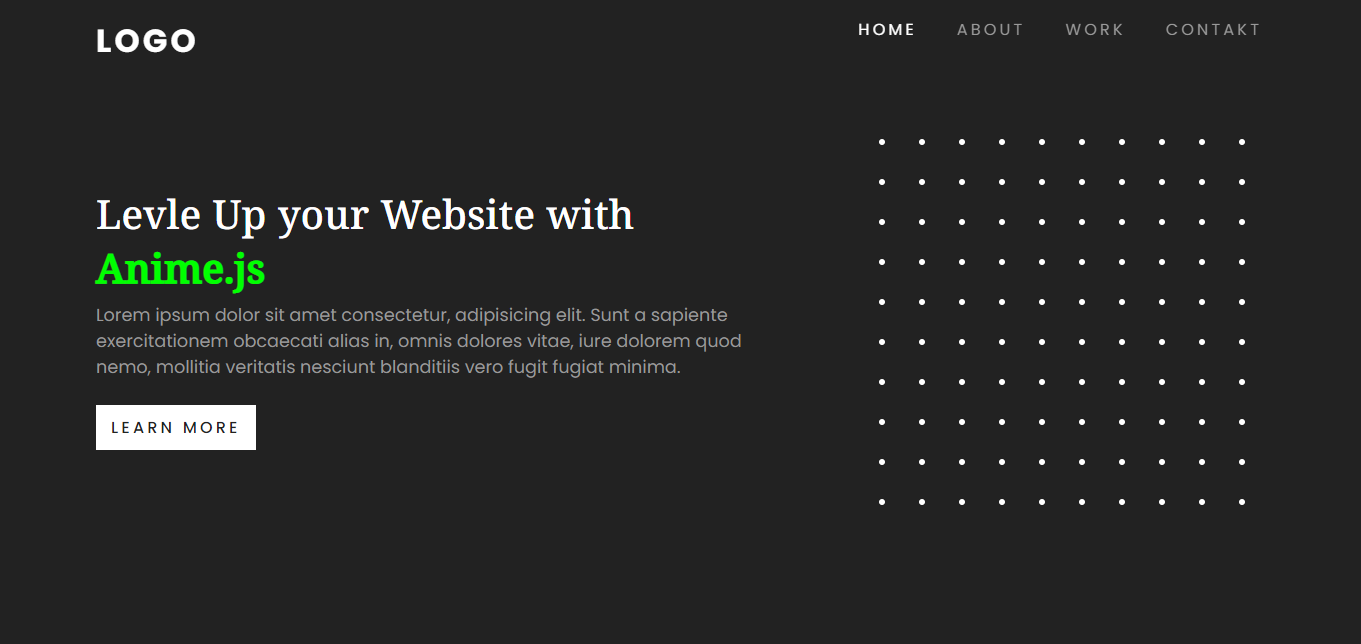 LOGO
HOME ABOUT WORK CONTAKT
Levle Up your Website with
Anime.js
Lorem ipsum dolor sit amet consectetur, adipisicing elit. Sunt a sapiente
exercitationem obcaecati alias in, omnis dolores vitae, iure dolorem quod
nemo, mollitia veritatis nesciunt blanditiis vero fugit fugiat minima.
LEARN MORE